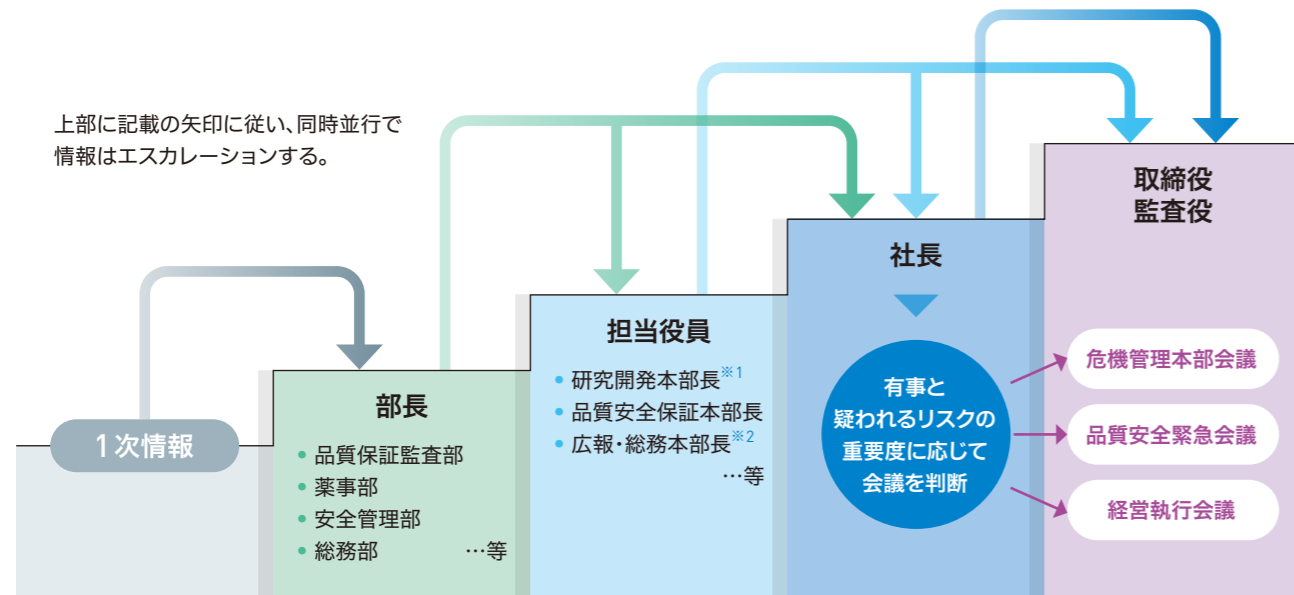 上部に記載の矢印に従い、同時並行で
情報はエスカレーションする。
1次情報
部長
• 品質保証監査部
• 薬事部
• 安全管理部
• 総務部 …等
担当役員
• 研究開発本部長※1
• 品質安全保証本部長
• 広報・総務本部長※2
…等
社長
有事と
疑われるリスクの
重要度に応じて
会議を判断
取締役
監査役
危機管理本部会議
品質安全緊急会議
経営執行会議